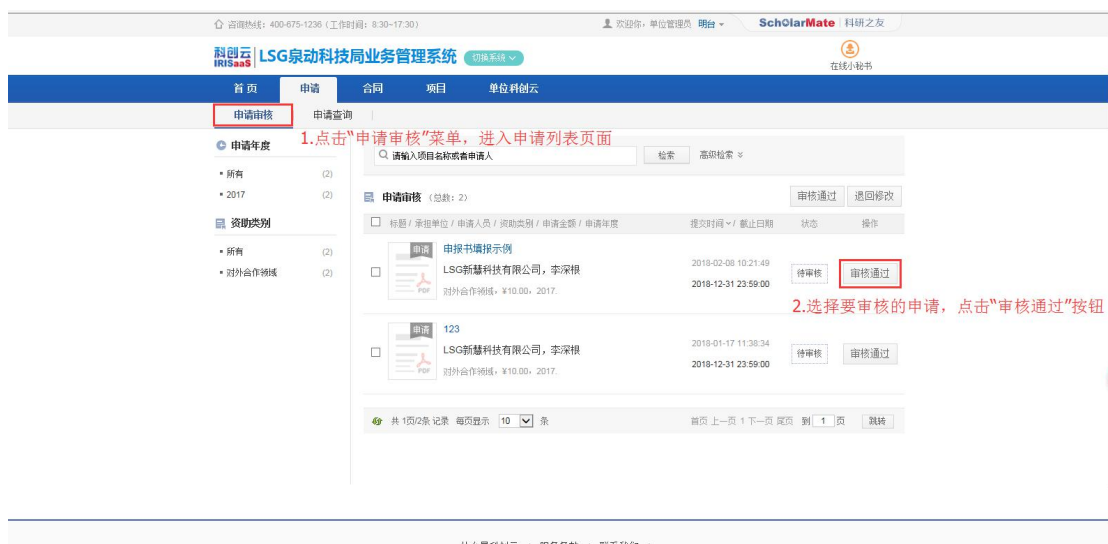 咨询热线：400-675-1236（工作时间：8:30~17:30）
欢迎你，单位管理员 明台
SchOlarMate 科研之友
科创云
IRISaaS
LSG泉动科技局业务管理系统
切换系统
在线小秘书
首页 申请 合同 项目 单位科创云
申请审核 申请查询
1.点击“申请审核”菜单，进入申请列表页面
申请年度
所有 (2)
2017 (2)
资助类别
所有 (2)
对外合作领域 (2)
请输入项目名称或者申请人 检索 高级检索
申请审核 （总数：2） 审核通过 退回修改
标题 / 承担单位 / 申请人员 / 资助类别 / 申请金额 / 申请年度 提交时间 / 截止日期 状态 操作
申请
PDF
申报书填报示例
LSG新慧科技有限公司，李深根
对外合作领域，¥10.00，2017.
2018-02-08 10:21:49
2018-12-31 23:59:00
待审核 审核通过
2.选择要审核的申请，点击“审核通过”按钮
申请
PDF
123
LSG新慧科技有限公司，李深根
对外合作领域，¥10.00，2017.
2018-01-17 11:38:34
2018-12-31 23:59:00
待审核 审核通过
共 1页/2条 记录 每页显示 10 条 首页 上一页 1 下一页 尾页 到 1 页 跳转